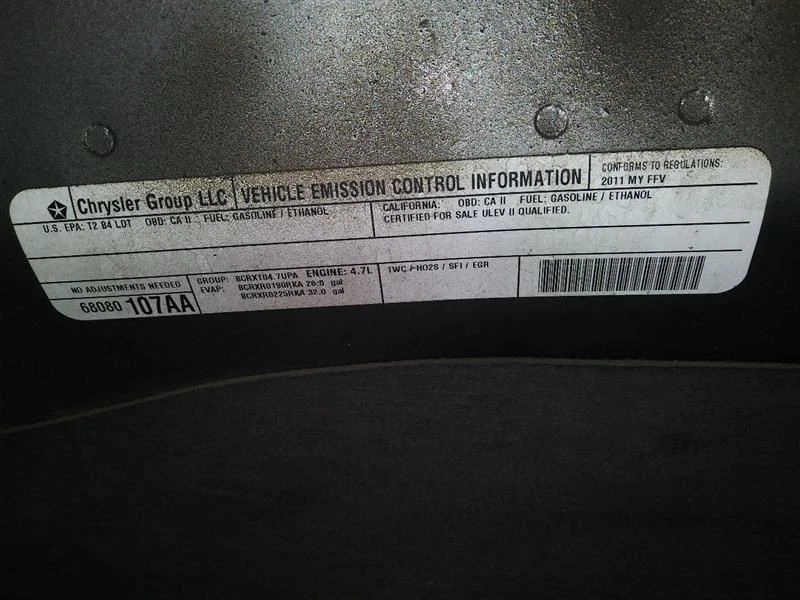 Chrysler Group LLC
VEHICLE EMISSION CONTROL INFORMATION
CONFORMS TO REGULATIONS:
2011 MY FFV
U.S. EPA: T2 B4 LDT OBD: CA II FUEL: GASOLINE / ETHANOL
CALIFORNIA: OBD: CA II FUEL: GASOLINE / ETHANOL
CERTIFIED FOR SALE ULEV II QUALIFIED.
NO ADJUSTMENTS NEEDED
68080 107AA
GROUP: BCRXT04.7UPA ENGINE: 4.7L
EVAP: BCRXR0190RKA 26.0 gal
BCRXR0225RKA 32.0 gal
TWC / HO2S / SFI / EGR